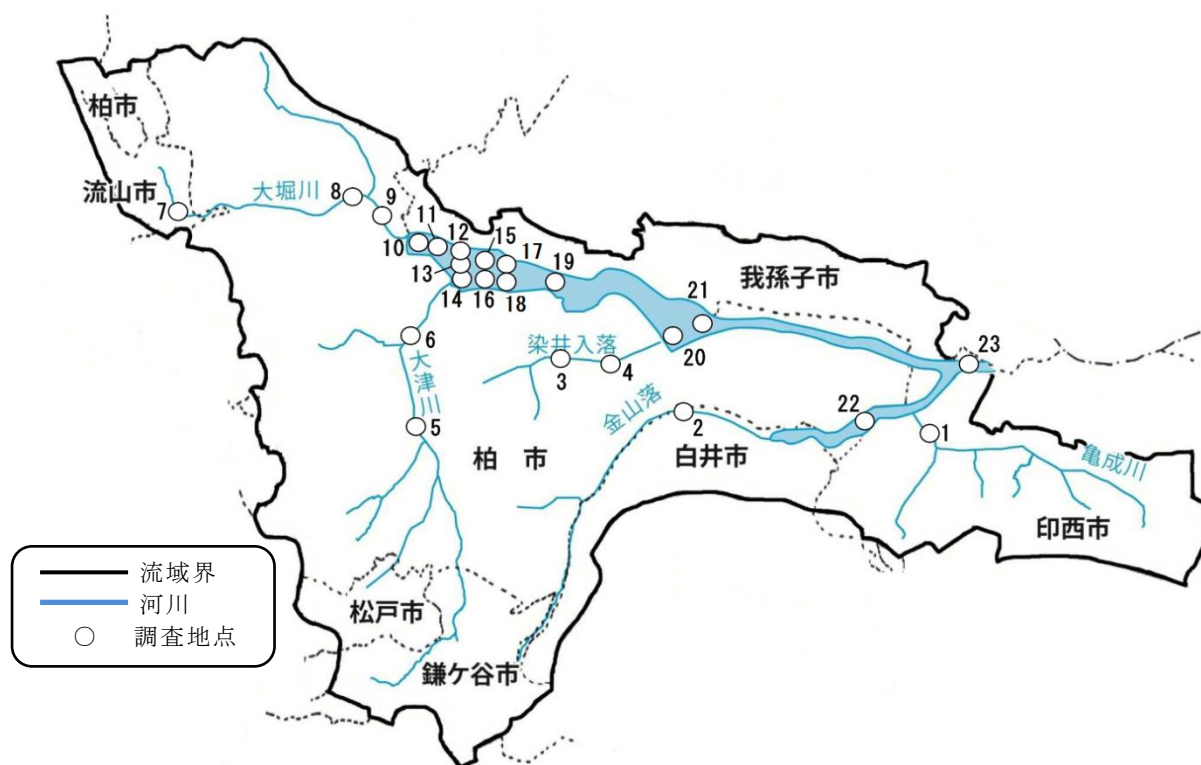 柏市
流山市
7
大堀川
8
9
10
11
12
15
17
19
13
14
16
18
我孫子市
21
20
23
22
1
6
大津川
5
染井入落
3
4
金山落
2
柏 市
白井市
亀成川
印西市
松戸市
鎌ケ谷市
流域界
河川
調査地点